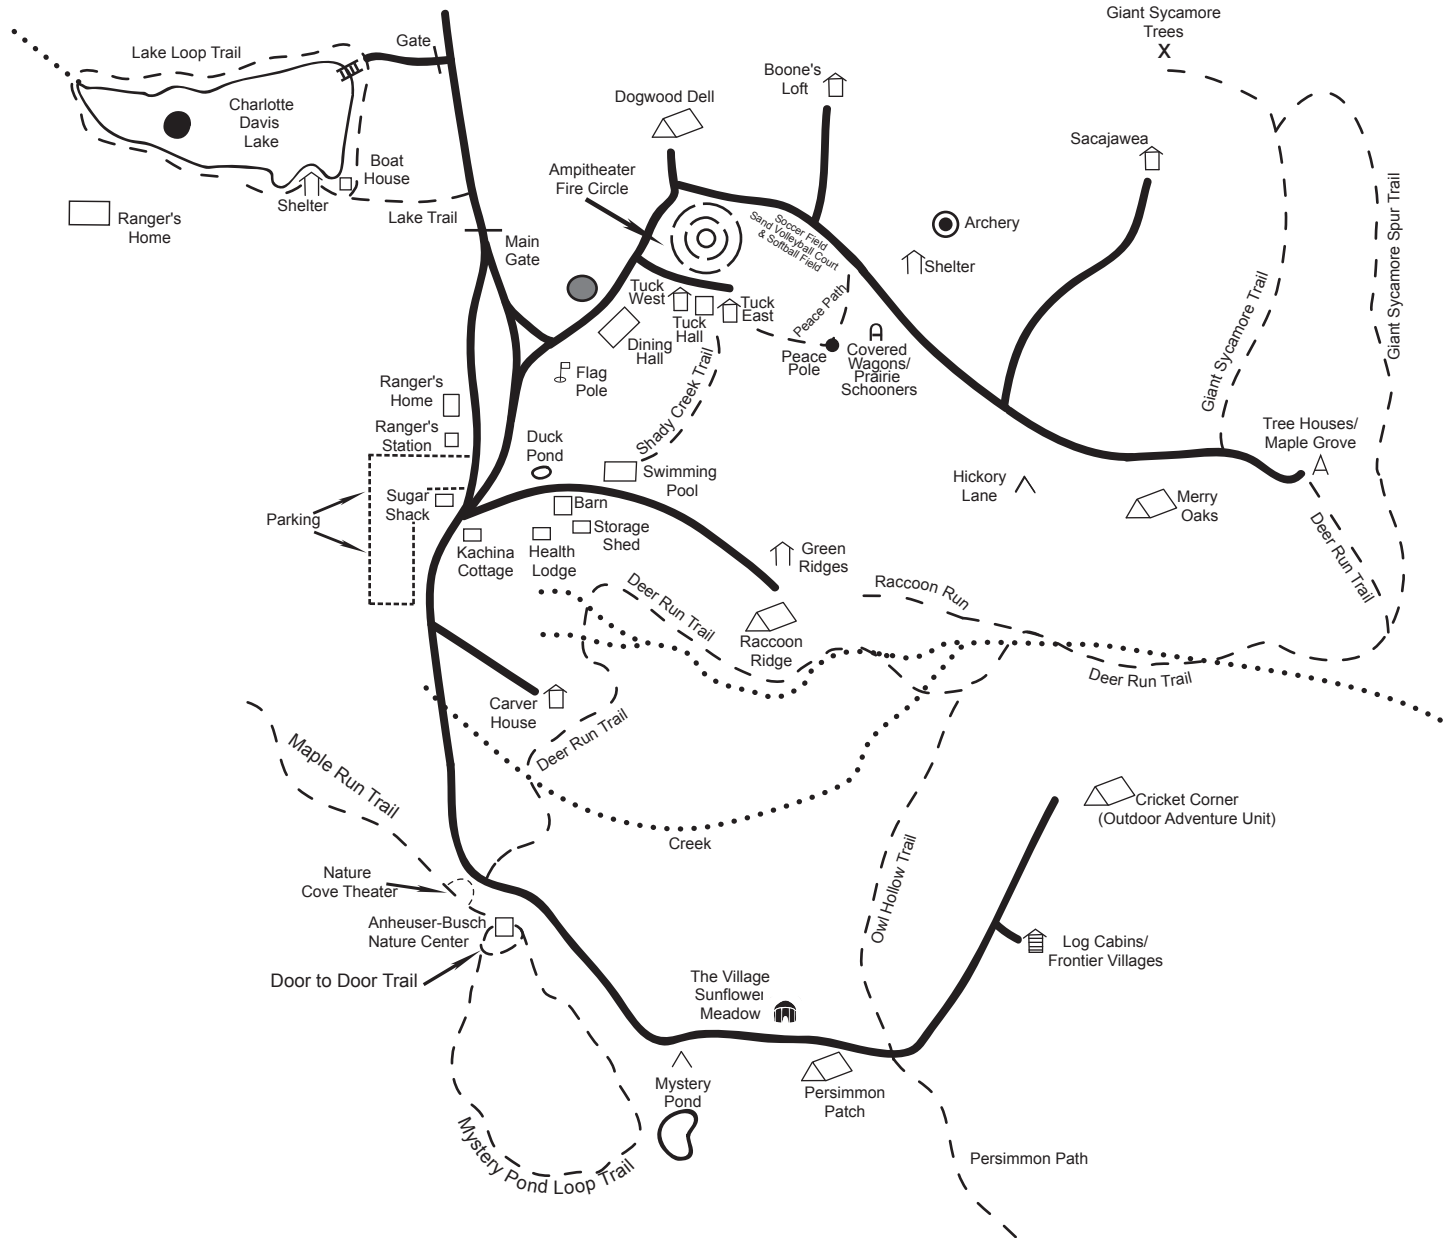 Giant Sycamore
Trees
X
Lake Loop Trail
Gate
Boone's
Loft
Dogwood Dell
Charlotte
Davis
Lake
Sacajawea
Boat
House
Ampitheater
Fire Circle
Shelter
Lake Trail
Ranger's
Home
Main
Gate
Soccer Field
Sand Volleyball Court
& Softball Field
Archery
Shelter
Giant Sycamore Spur Trail
Giant Sycamore Trail
Tuck
West
Tuck
Hall
Tuck
East
Peace Path
Peace
Pole
Covered
Wagons/
Prairie
Schooners
Dining
Hall
Flag
Pole
Shady Creek Trail
Ranger's
Home
Ranger's
Station
Duck
Pond
Swimming
Pool
Tree Houses/
Maple Grove
Hickory
Lane
Merry
Oaks
Sugar
Shack
Parking
Barn
Storage
Shed
Kachina
Cottage
Health
Lodge
Green
Ridges
Deer Run Trail
Deer Run Trail
Raccoon Run
Raccoon
Ridge
Deer Run Trail
Carver
House
Deer Run Trail
Maple Run Trail
Creek
Cricket Corner
(Outdoor Adventure Unit)
Nature
Cove Theater
Owl Hollow Trail
Anheuser-Busch
Nature Center
Door to Door Trail
Log Cabins/
Frontier Villages
The Village
Sunflower
Meadow
Mystery
Pond
Persimmon
Patch
Mystery Pond Loop Trail
Persimmon Path